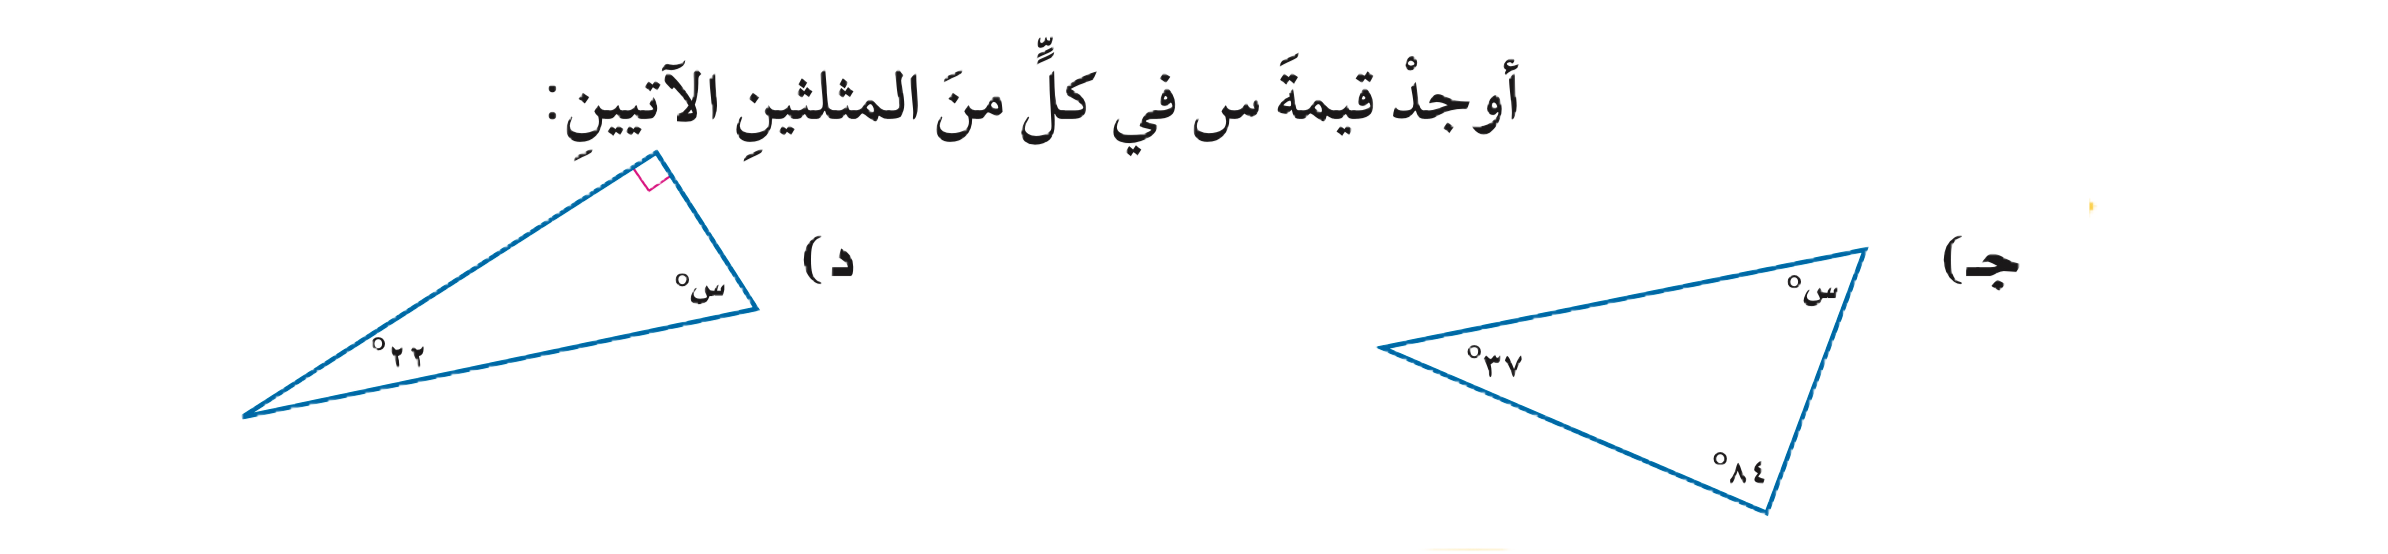 أوجدْ قيمةَ س في كلٍّ منَ المثلثينِ الآتيينِ:
جـ)
س°
٣٧°
٨٤°
د)
س°
٢٢°